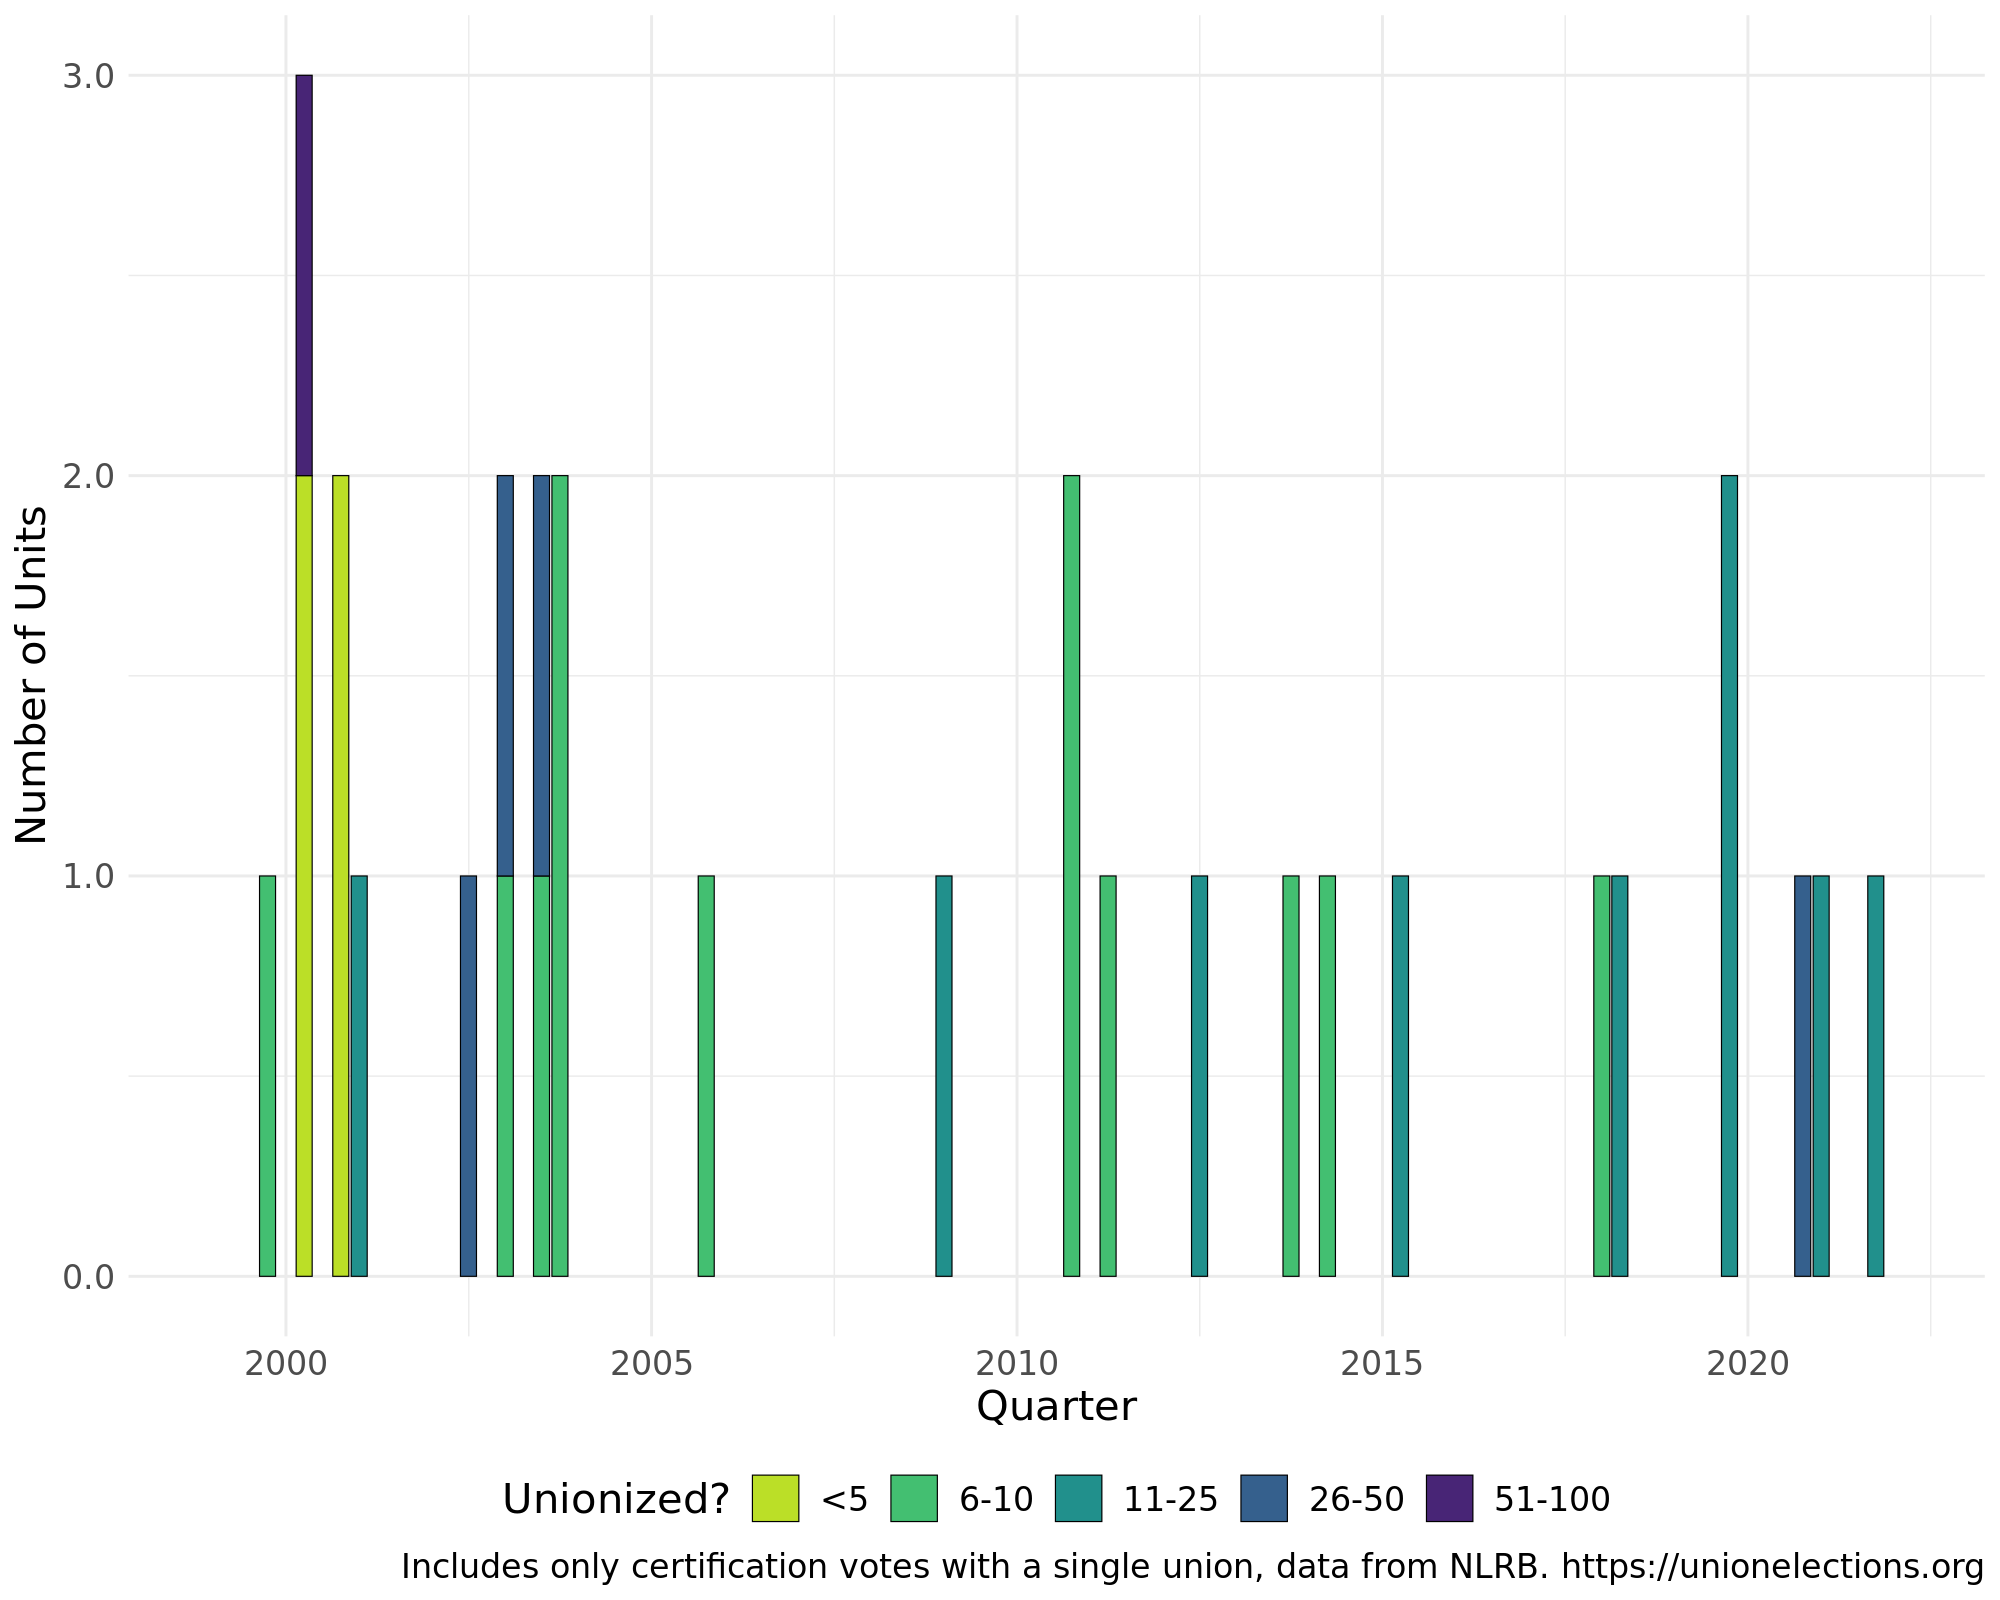 3.0
2.0
1.0
0.0
Number of Units
2000 2005 2010 2015 2020
Quarter
Unionized? <5 6-10 11-25 26-50 51-100
Includes only certification votes with a single union, data from NLRB. https://unionelections.org